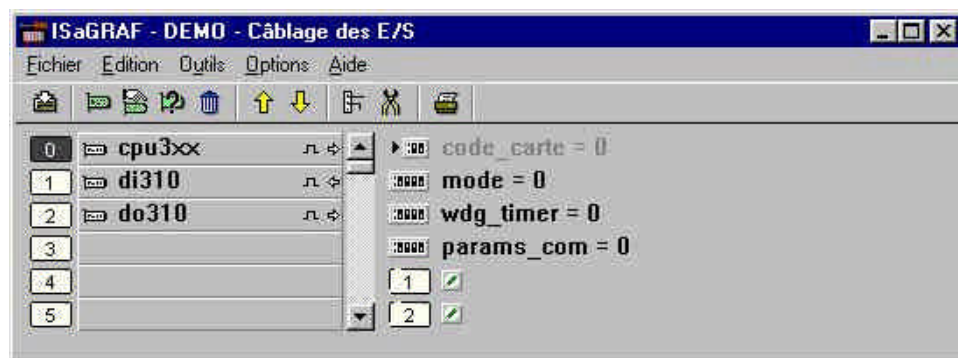 ISaGRAF - DEMO - Câblage des E/S
Fichier Edition Outils Options Aide
0 cpu3xx
1 di310
2 do310
3
4
5
code_carte = 0
mode = 0
wdg_timer = 0
params_com = 0
1
2